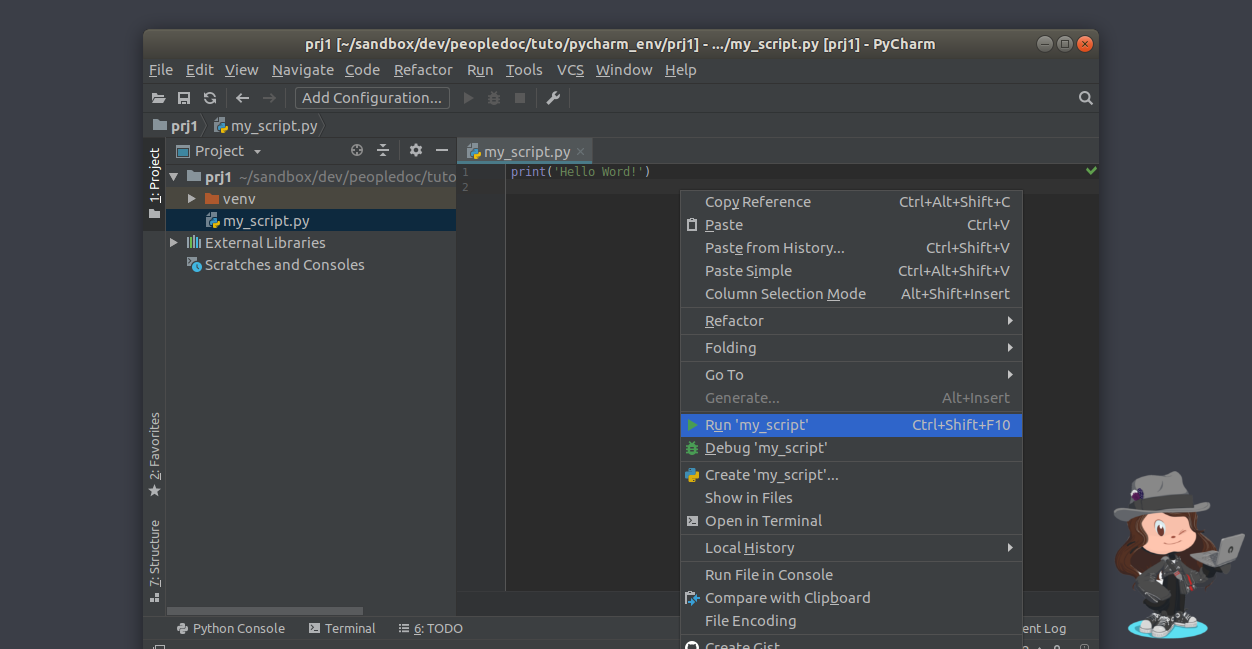 prj1 [~/sandbox/dev/peopledoc/tuto/pycharm_env/prj1] - .../my_script.py [prj1] - PyCharm
File Edit View Navigate Code Refactor Run Tools VCS Window Help
Add Configuration...
prj1 my_script.py
1: Project
Project
my_script.py
prj1 ~/sandbox/dev/peopledoc/tuto
venv
my_script.py
External Libraries
Scratches and Consoles
1 print('Hello Word!')
2
Copy Reference Ctrl+Alt+Shift+C
Paste Ctrl+V
Paste from History... Ctrl+Shift+V
Paste Simple Ctrl+Alt+Shift+V
Column Selection Mode Alt+Shift+Insert
Refactor
Folding
Go To
Generate... Alt+Insert
Run 'my_script' Ctrl+Shift+F10
Debug 'my_script'
Create 'my_script'...
Show in Files
Open in Terminal
Local History
Run File in Console
Compare with Clipboard
File Encoding
Create Gist
2: Favorites
7: Structure
Python Console Terminal 6: TODO
ent Log